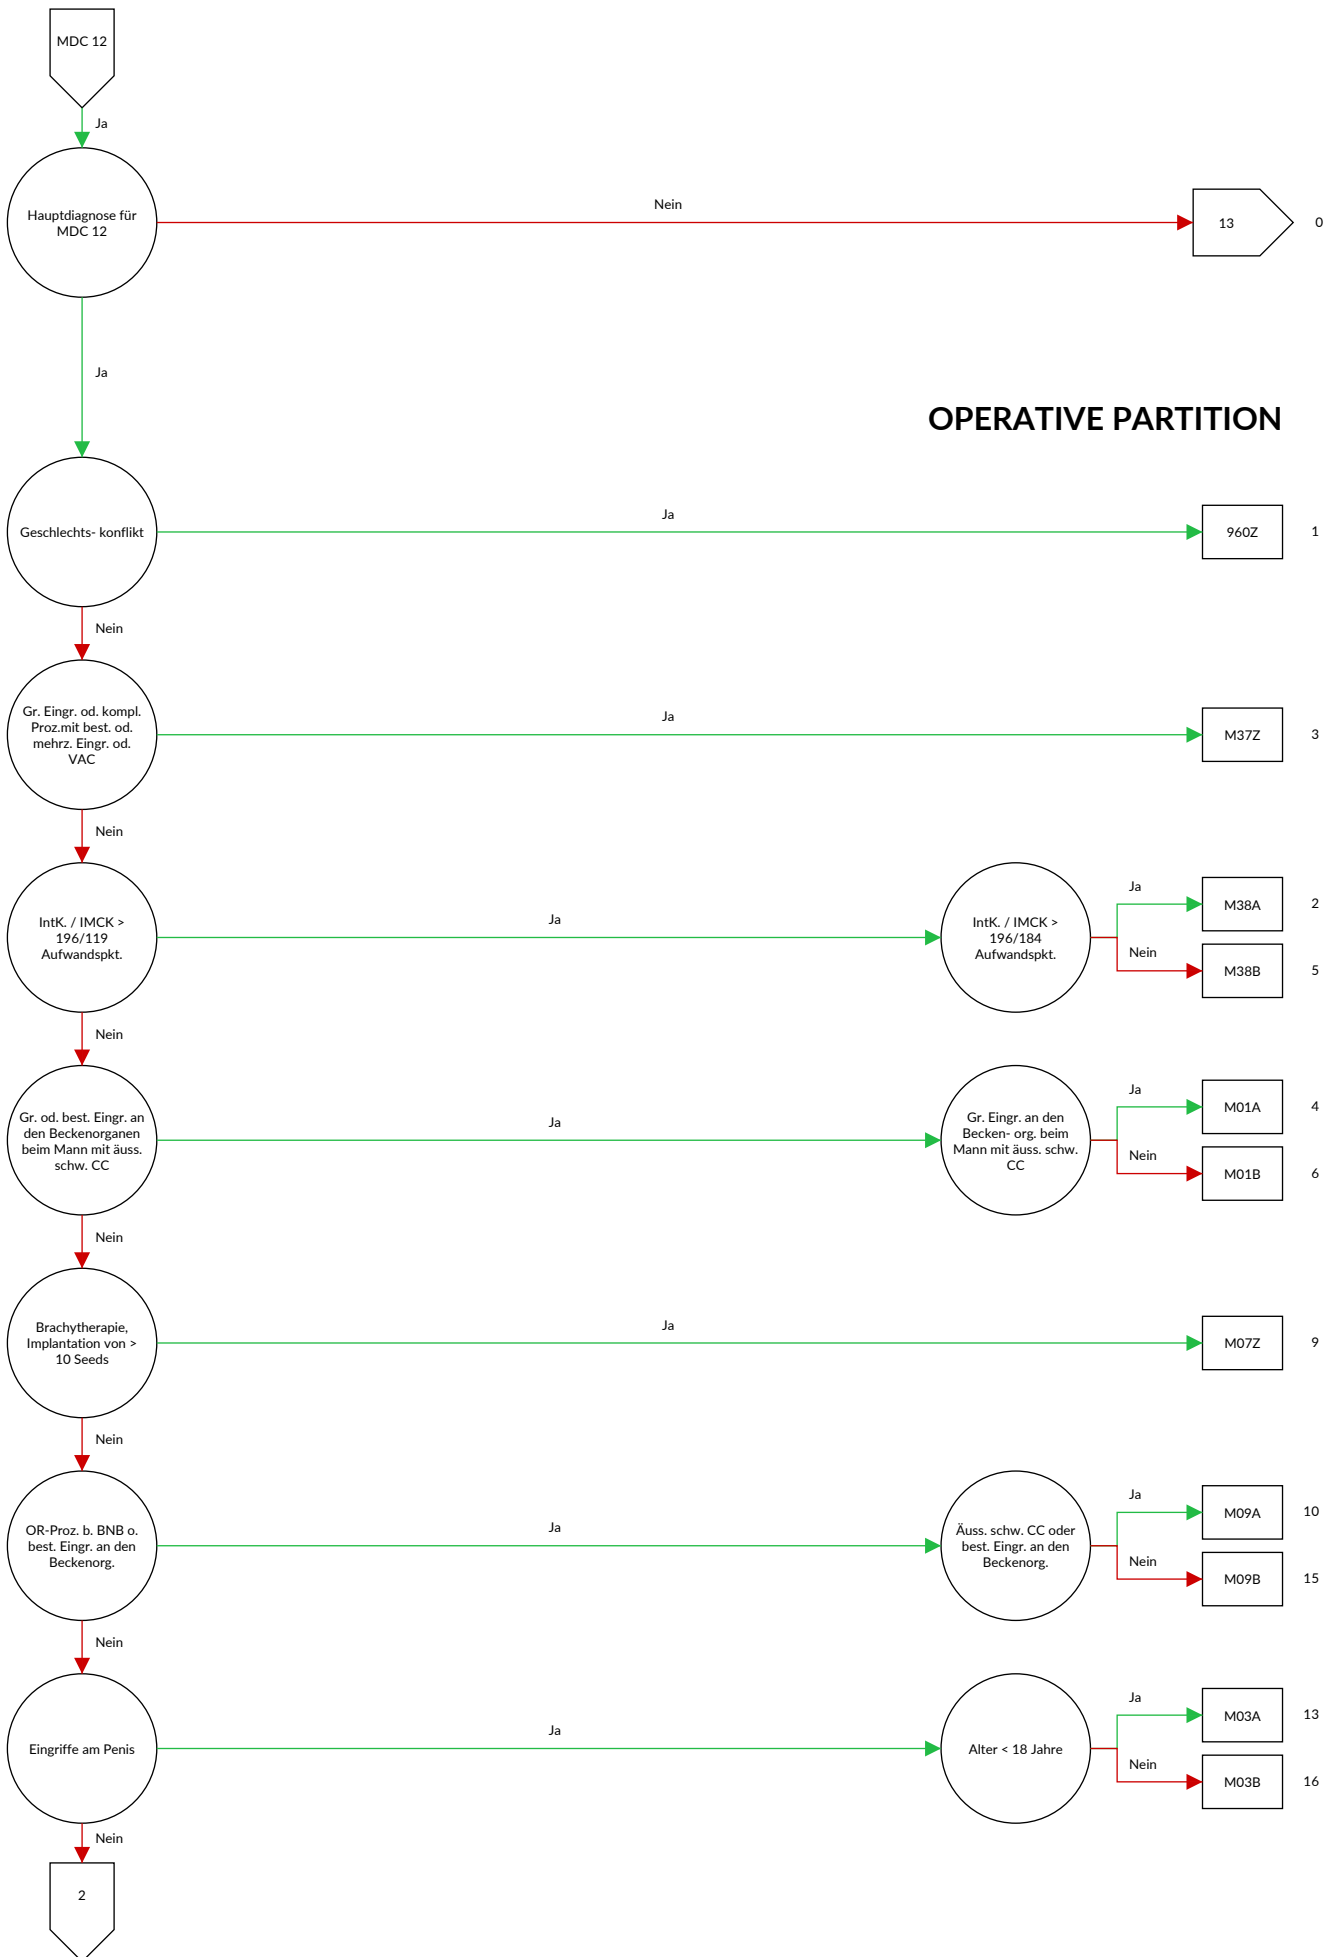 MDC 12
Ja
Hauptdiagnose für
MDC 12
Nein
13
0
Ja
OPERATIVE PARTITION
Geschlechts- konflikt
Ja
960Z
1
Nein
Gr. Eingr. od. kompl.
Proz.mit best. od.
mehrz. Eingr. od.
VAC
Ja
M37Z
3
Nein
IntK. / IMCK >
196/119
Aufwandspkt.
Ja
IntK. / IMCK >
196/184
Aufwandspkt.
Ja
M38A
2
Nein
M38B
5
Nein
Gr. od. best. Eingr. an
den Beckenorganen
beim Mann mit äuss.
schw. CC
Ja
Gr. Eingr. an den
Becken- org. beim
Mann mit äuss. schw.
CC
Ja
M01A
4
Nein
M01B
6
Nein
Brachytherapie,
Implantation von >
10 Seeds
Ja
M07Z
9
Nein
OR-Proz. b. BNB o.
best. Eingr. an den
Beckenorg.
Ja
Äuss. schw. CC oder
best. Eingr. an den
Beckenorg.
Ja
M09A
10
Nein
M09B
15
Nein
Eingriffe am Penis
Ja
Alter < 18 Jahre
Ja
M03A
13
Nein
M03B
16
Nein
2